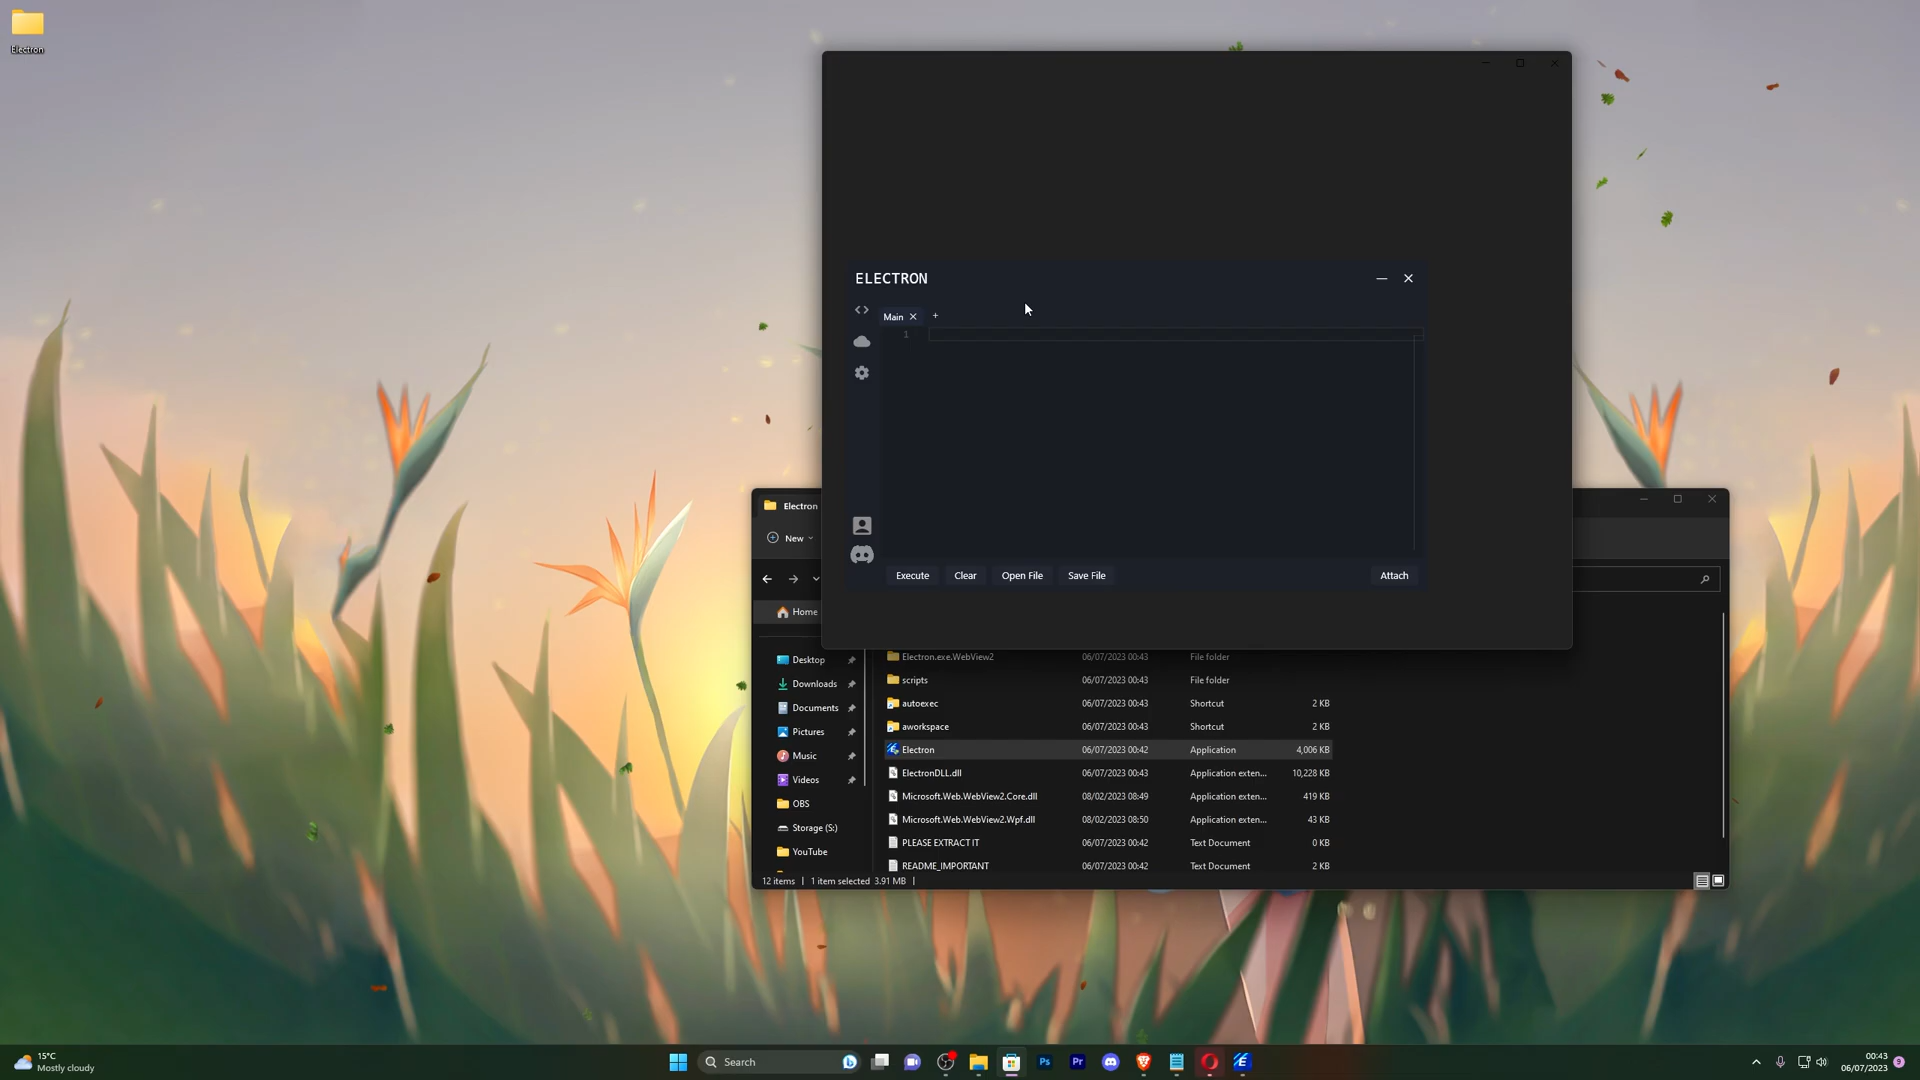 Electron
ELECTRON
Main
+
1
Execute
Clear
Open File
Save File
Attach
Electron
New
Home
Desktop
Downloads
Documents
Pictures
Music
Videos
OBS
Storage (S:)
YouTube
Electron.exe.WebView2 06/07/2023 00:43 File folder
scripts 06/07/2023 00:43 File folder
autoexec 06/07/2023 00:43 Shortcut 2 KB
aworkspace 06/07/2023 00:43 Shortcut 2 KB
Electron 06/07/2023 00:42 Application 4,006 KB
ElectronDLL.dll 06/07/2023 00:43 Application exten... 10,228 KB
Microsoft.Web.WebView2.Core.dll 08/02/2023 08:49 Application exten... 419 KB
Microsoft.Web.WebView2.Wpf.dll 08/02/2023 08:50 Application exten... 43 KB
PLEASE EXTRACT IT 06/07/2023 00:42 Text Document 0 KB
README_IMPORTANT 06/07/2023 00:42 Text Document 2 KB
12 items | 1 item selected 3.91 MB |
15°C
Mostly cloudy
Search
Ps
Pr
00:43
06/07/2023
9